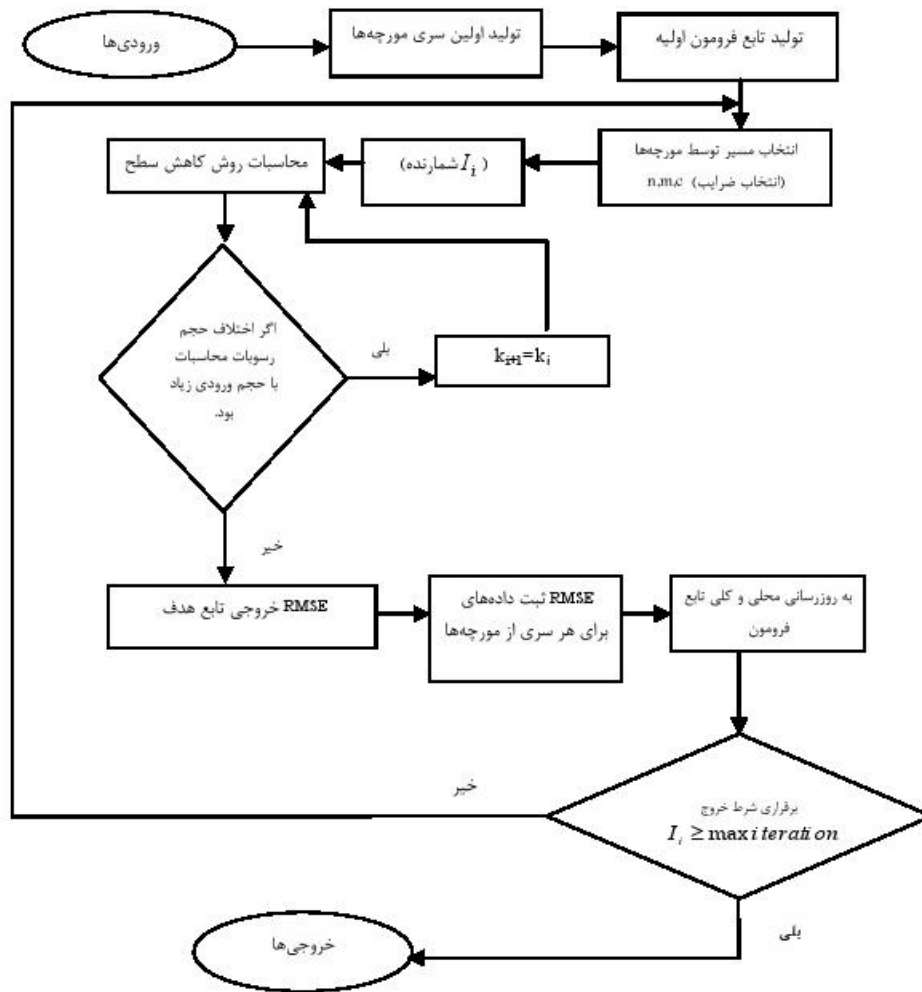 ورودی‌ها
تولید اولین سری مورچه‌ها
تولید تابع فرومون اولیه
انتخاب مسیر توسط مورچه‌ها
(انتخاب ضرایب) n,m,c
(شمارنده I_i)
محاسبات روش کاهش سطح
اگر اختلاف حجم
رسوبات محاسبات
با حجم ورودی زیاد
بود.
بلی
k_{i+1}=k_i
خیر
RMSE خروجی تابع هدف
RMSE ثبت داده‌های
برای هر سری از مورچه‌ها
به روزرسانی محلی و کلی تابع
فرومون
برقراری شرط خروج
I_i ≥ max iteration
خیر
بلی
خروجی‌ها